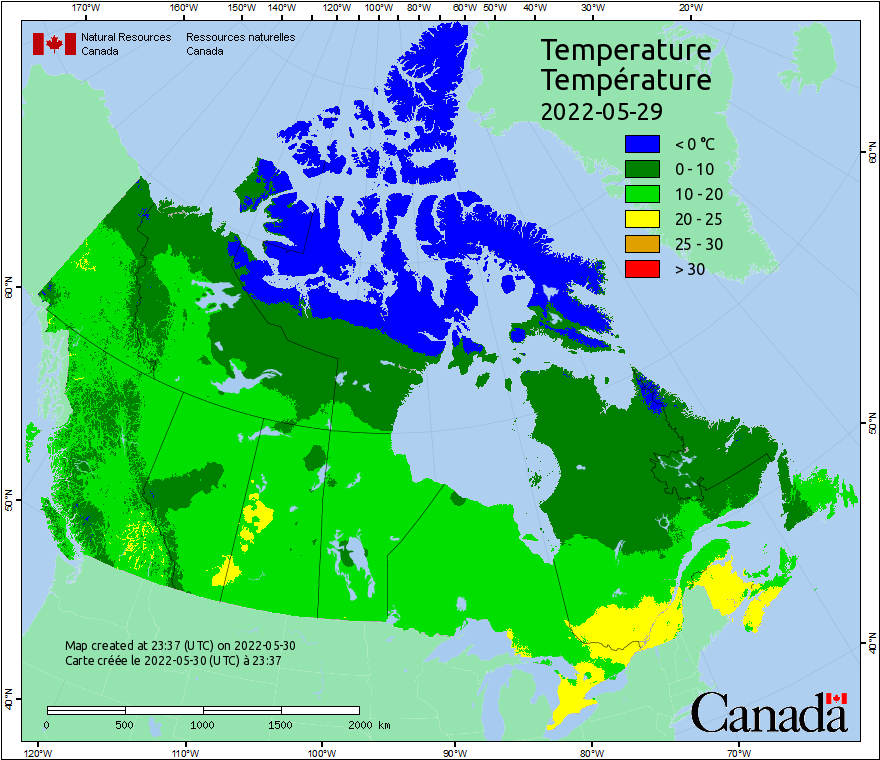 170°W 160°W 150°W 140°W 130°W 120°W 110°W 100°W 90°W 80°W 70°W 60°W 50°W 40°W 30°W 20°W
Natural Resources Canada
Ressources naturelles Canada
Temperature
Température
2022-05-29
< 0 °C
0 - 10
10 - 20
20 - 25
25 - 30
> 30
60°N
60°N
50°N
50°N
40°N
40°N
Map created at 23:37 (UTC) on 2022-05-30
Carte créée le 2022-05-30 (UTC) à 23:37
0 500 1000 1500 2000 km
Canada
120°W 110°W 100°W 90°W 80°W 70°W